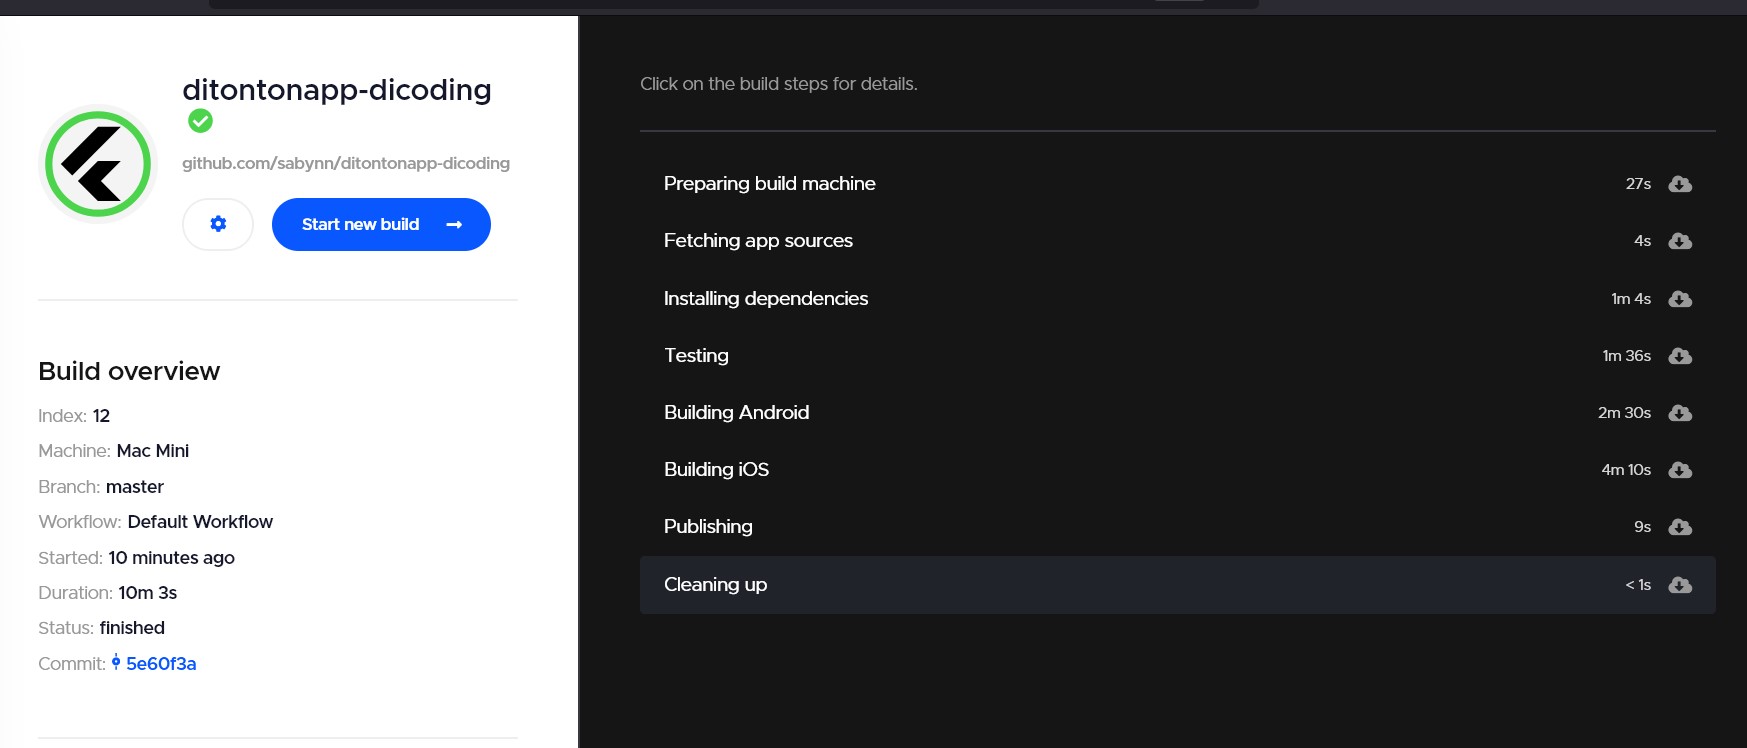 ditontonapp-dicoding
github.com/sabynn/ditontonapp-dicoding
Start new build
Build overview
Index: 12
Machine: Mac Mini
Branch: master
Workflow: Default Workflow
Started: 10 minutes ago
Duration: 10m 3s
Status: finished
Commit: 5e60f3a
Click on the build steps for details.
Preparing build machine 27s
Fetching app sources 4s
Installing dependencies 1m 4s
Testing 1m 36s
Building Android 2m 30s
Building iOS 4m 10s
Publishing 9s
Cleaning up < 1s